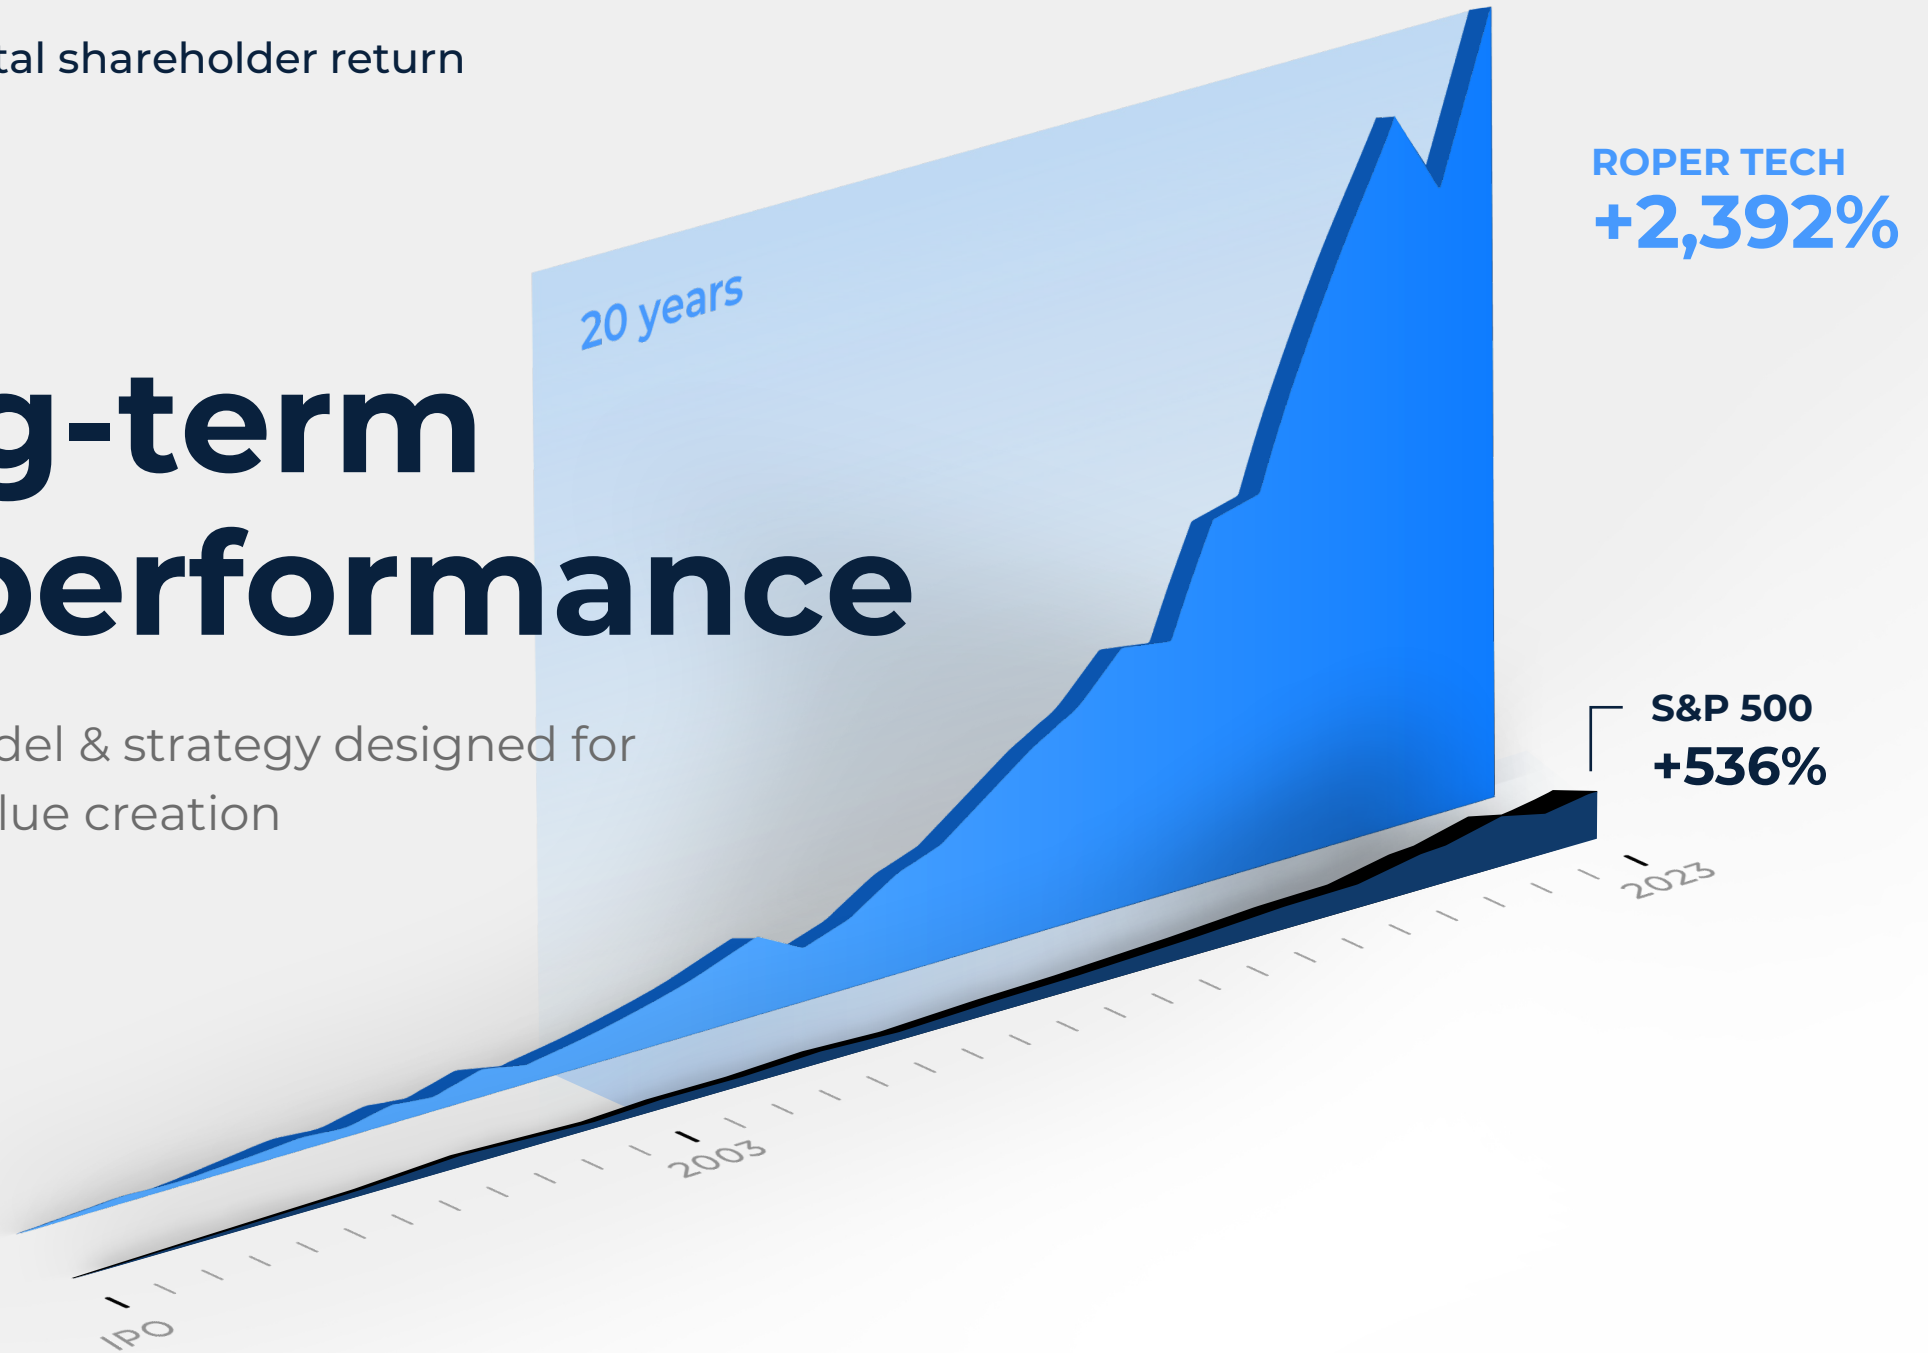 tal shareholder return
ROPER TECH
+2,392%
20 years
g-term
performance
S&P 500
+536%
del & strategy designed for
lue creation
2023
2003
IPO